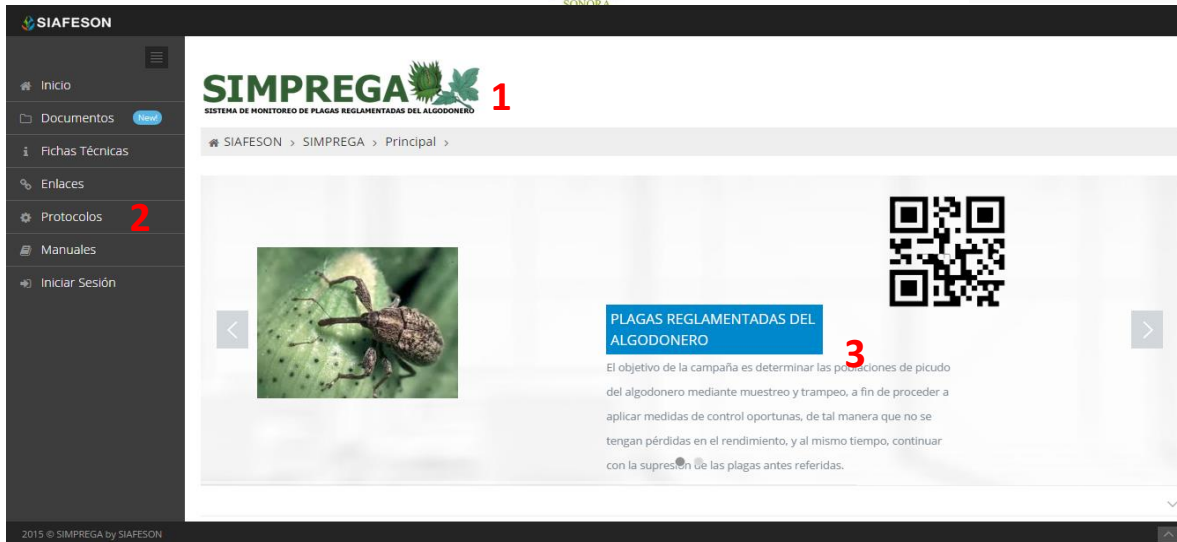 SONORA
SIAFESON
Inicio
Documentos New!
Fichas Técnicas
Enlaces
Protocolos 2
Manuales
Iniciar Sesión
SIMPREGA 1
SISTEMA DE MONITOREO DE PLAGAS REGLAMENTADAS DEL ALGODONERO
SIAFESON > SIMPREGA > Principal >
PLAGAS REGLAMENTADAS DEL
ALGODONERO
3
El objetivo de la campaña es determinar las poblaciones de picudo
del algodonero mediante muestreo y trampeo, a fin de proceder a
aplicar medidas de control oportunas, de tal manera que no se
tengan pérdidas en el rendimiento, y al mismo tiempo, continuar
con la supresión de las plagas antes referidas.
2015 © SIMPREGA by SIAFESON